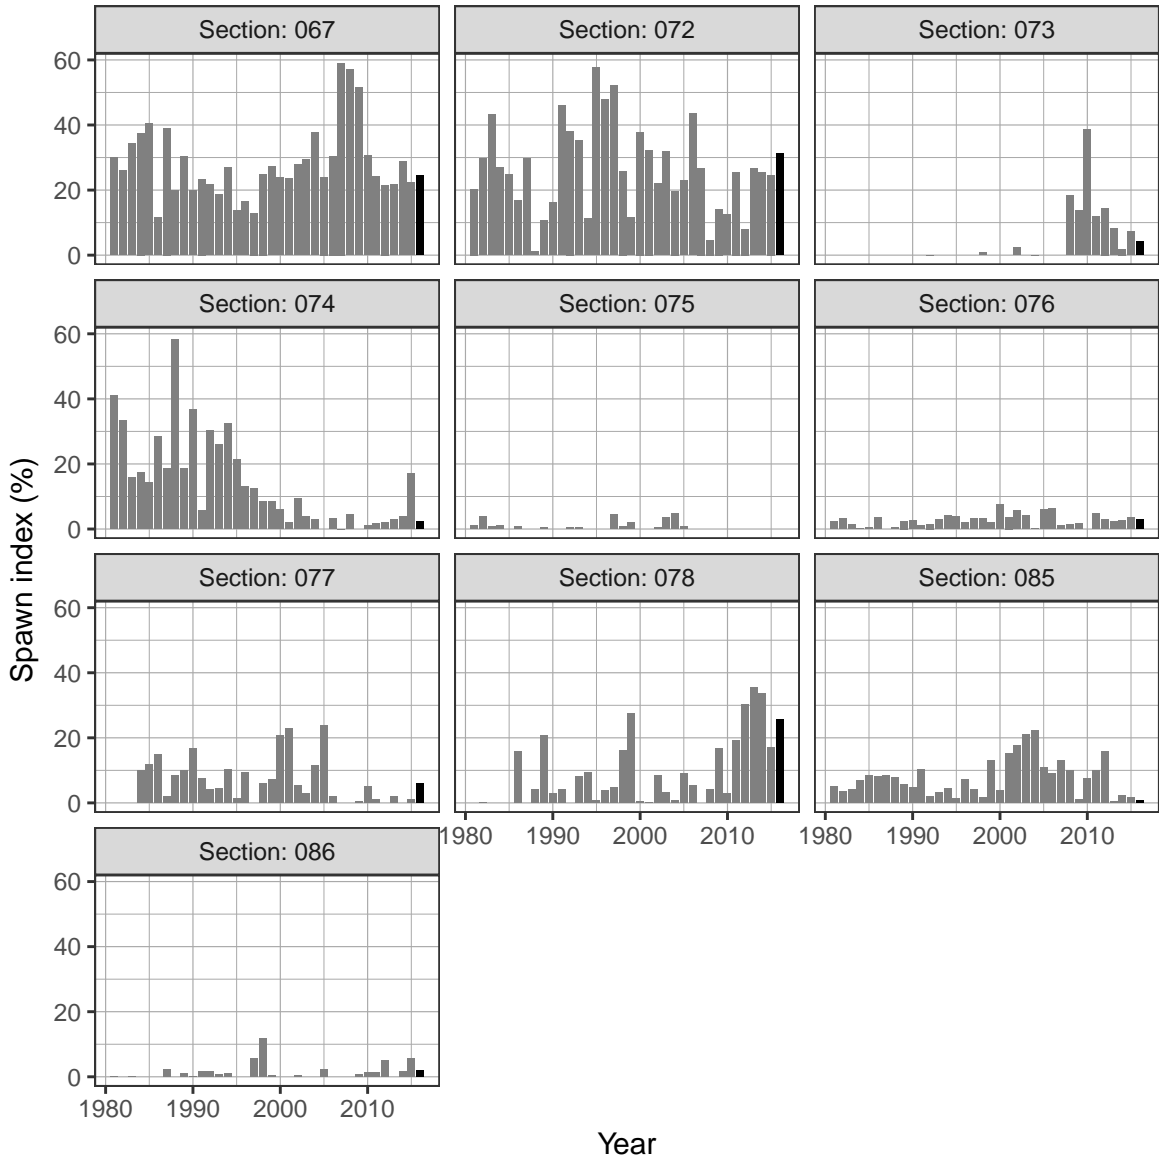 Section: 067
Section: 072
Section: 073
60
40
20
0
Section: 074
Section: 075
Section: 076
60
40
20
0
Section: 077
Section: 078
Section: 085
60
40
20
0
1980 1990 2000 2010
1980 1990 2000 2010
Section: 086
60
40
20
0
1980 1990 2000 2010
Spawn index (%)
Year